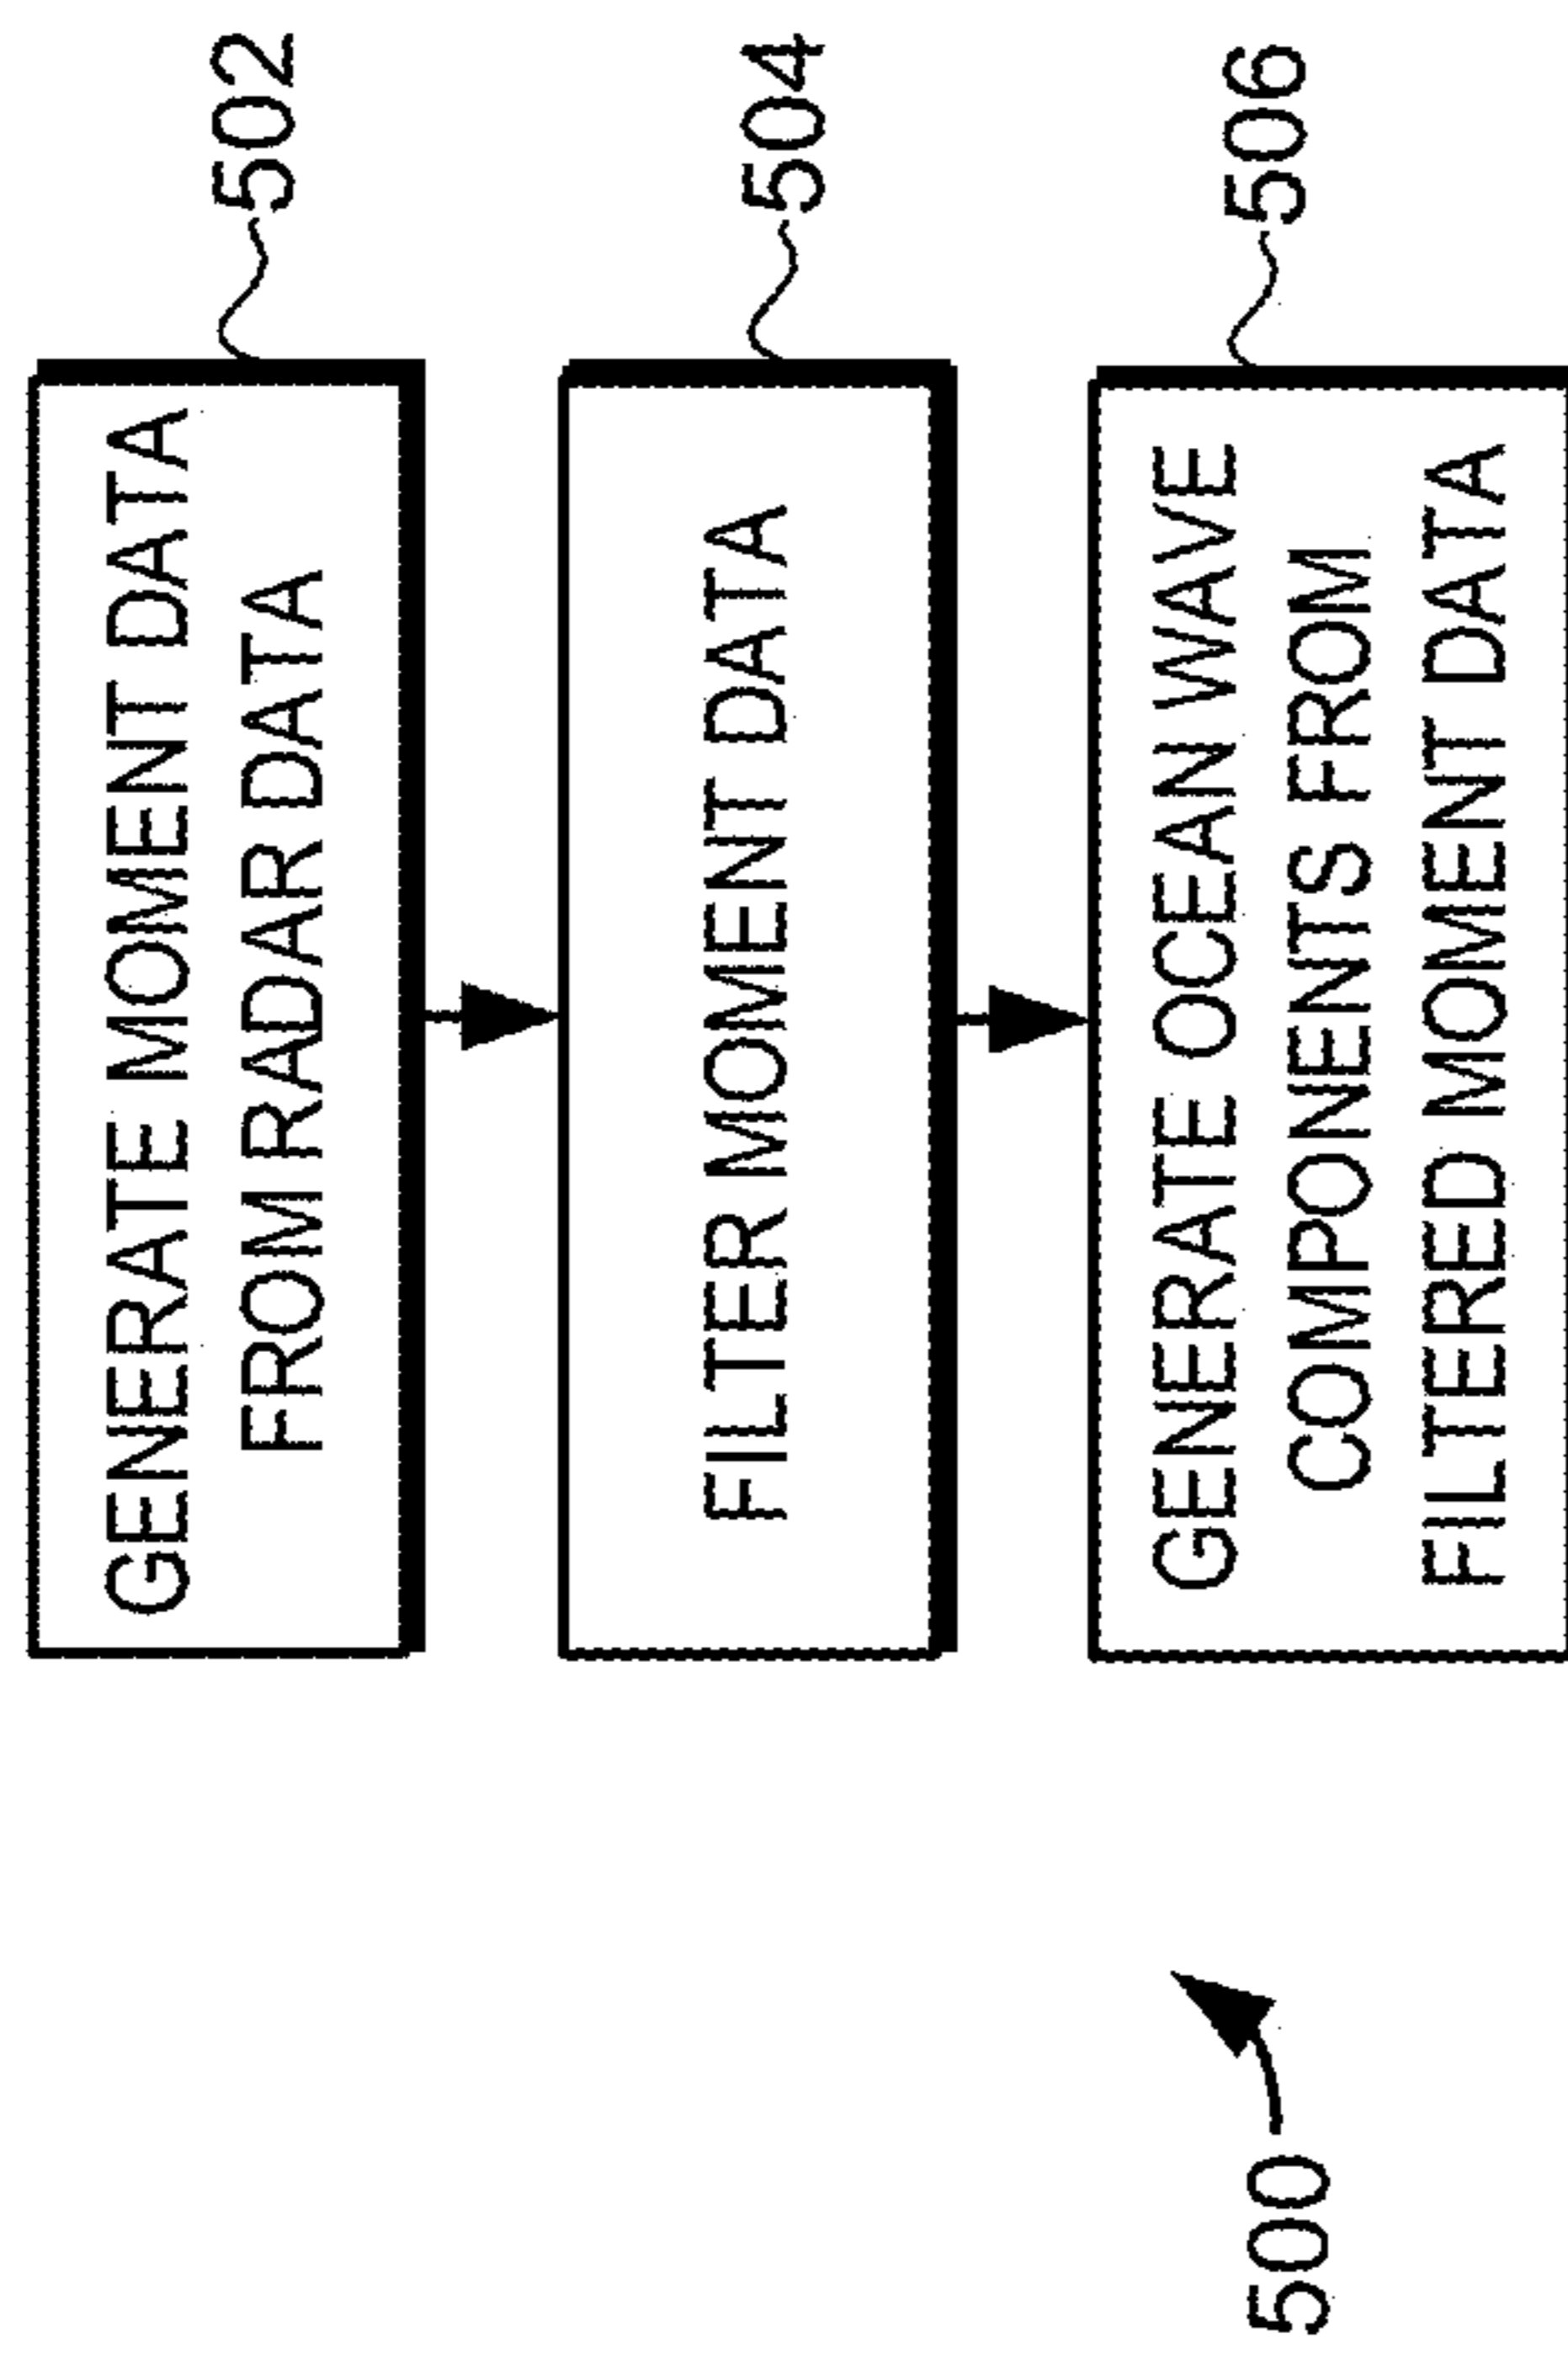 GENERATE MOMENT DATA
FROM RADAR DATA
502
FILTER MOMENT DATA
504
GENERATE OCEAN WAVE
COMPONENTS FROM
FILTERED MOMENT DATA
506
500